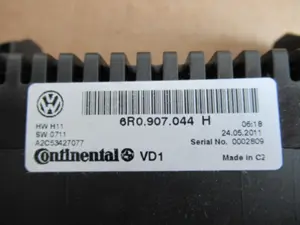 6R0.907.044 H
HW H11
06:18
SW 0711
24.05.2011
A2C53427077
Serial No. 0002809
Continental VD1
Made in C2